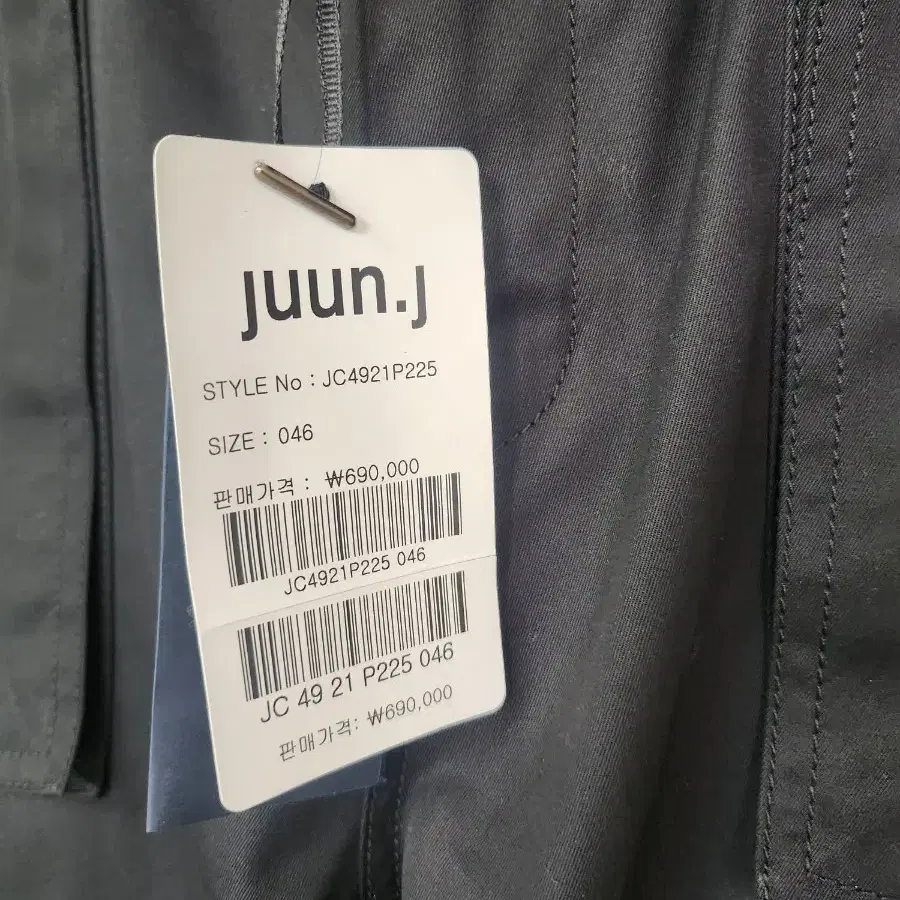 juun.j
STYLE No : JC4921P225
SIZE : 046
판매가격 : ₩690,000
JC4921P225 046
JC 49 21 P225 046
판매가격: ₩690,000